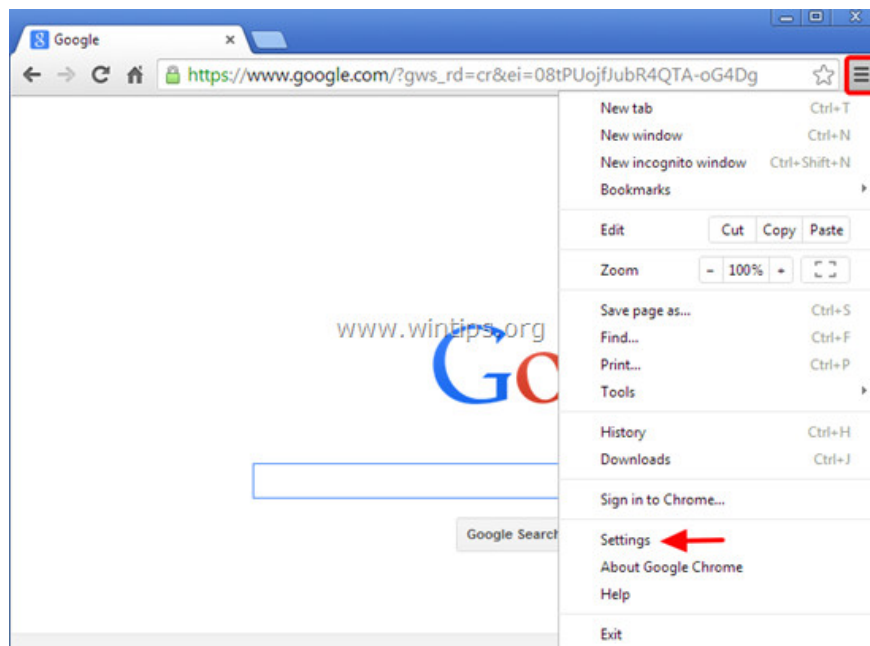 Google
https://www.google.com/?gws_rd=cr&ei=08tPUojfJubR4QTA-oG4Dg
New tab Ctrl+T
New window Ctrl+N
New incognito window Ctrl+Shift+N
Bookmarks
Edit Cut Copy Paste
Zoom - 100% +
Save page as... Ctrl+S
Find... Ctrl+F
Print... Ctrl+P
Tools
History Ctrl+H
Downloads Ctrl+J
Sign in to Chrome...
Settings
About Google Chrome
Help
Exit
www.wintips.org
Go
Google Search